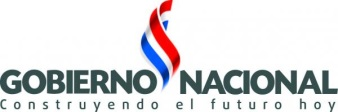 GOBIERNO NACIONAL
Construyendo el futuro hoy